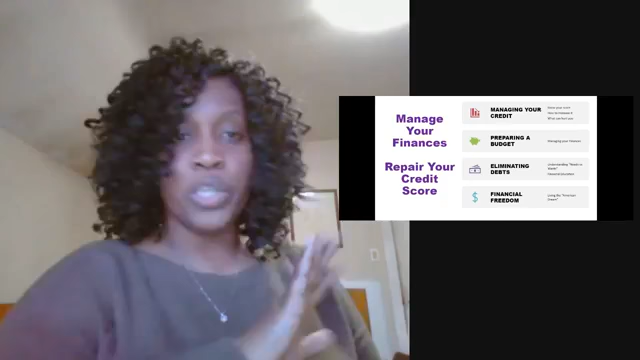 Manage
Your
Finances
Repair Your
Credit
Score
MANAGING YOUR
CREDIT
PREPARING A
BUDGET
Managing your finances
ELIMINATING
DEBTS
FINANCIAL
FREEDOM